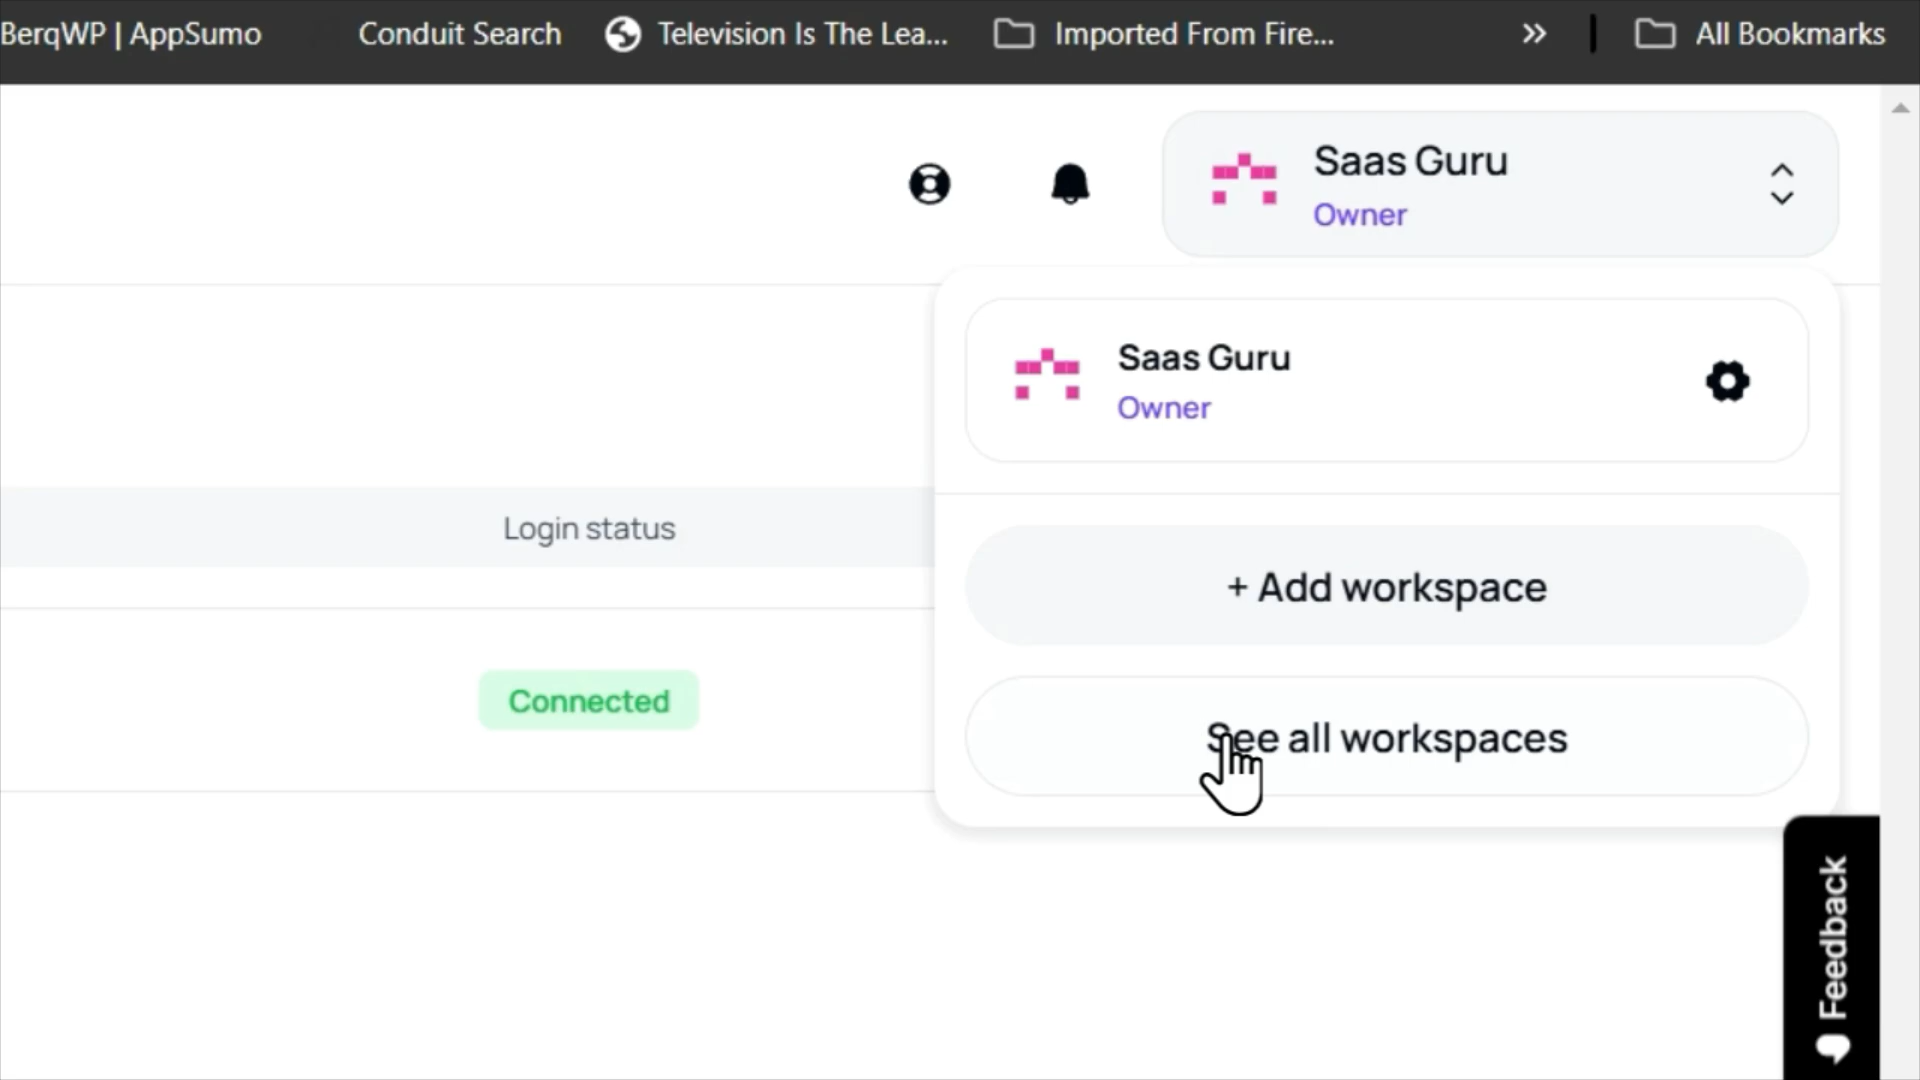 BerqWP | AppSumo
Conduit Search
Television Is The Lea...
Imported From Fire...
All Bookmarks
Saas Guru
Owner
Saas Guru
Owner
Login status
+ Add workspace
Connected
See all workspaces
Feedback